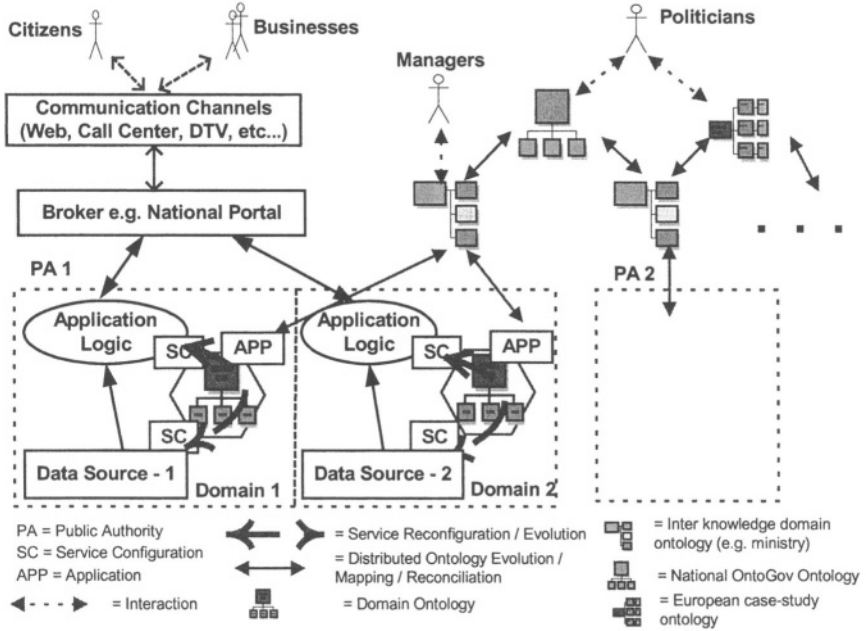 Citizens
Businesses
Politicians
Managers
Communication Channels
(Web, Call Center, DTV, etc...)
Broker e.g. National Portal
PA 1
PA 2
. . .
Application
Logic
SC
APP
SC
Data Source - 1
Domain 1
Application
Logic
SC
APP
SC
Data Source - 2
Domain 2
PA = Public Authority
SC = Service Configuration
APP = Application
= Interaction
= Service Reconfiguration / Evolution
= Distributed Ontology Evolution /
Mapping / Reconciliation
= Domain Ontology
= Inter knowledge domain
ontology (e.g. ministry)
= National OntoGov Ontology
= European case-study
ontology